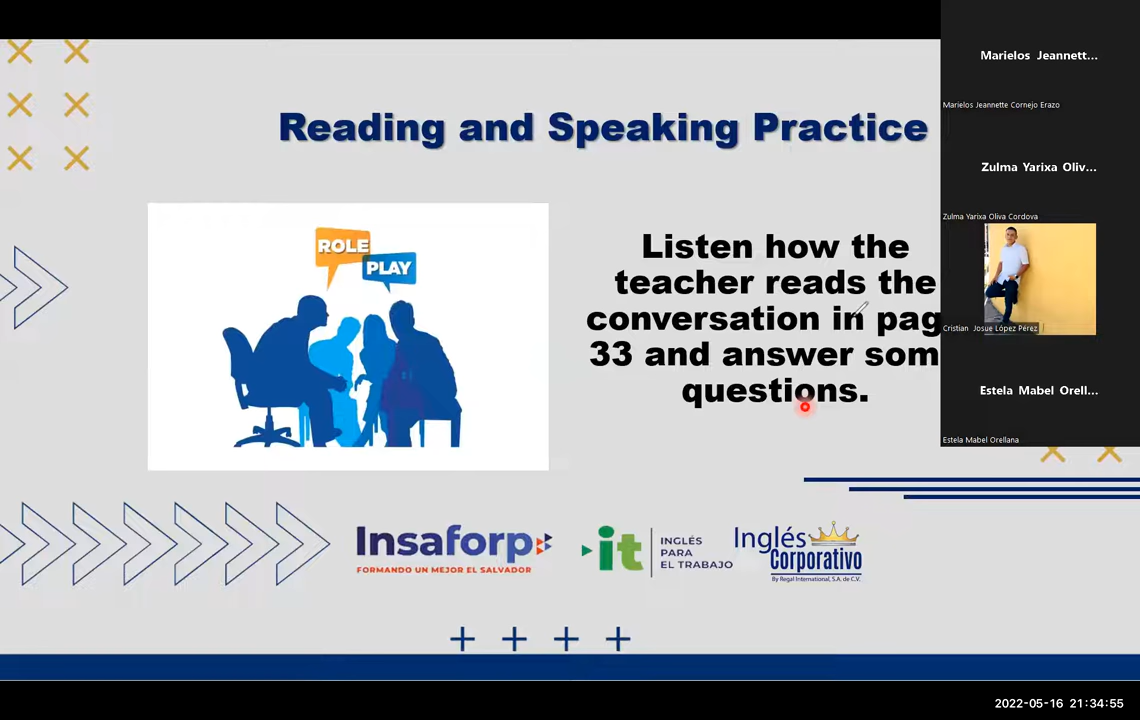 Reading and Speaking Practice
ROLE
PLAY
Listen how the
teacher reads the
conversation in pag
33 and answer som
questions.
Marielos Jeannett...
Marielos Jeannette Cornejo Erazo
Zulma Yarixa Oliv...
Zulma Yarixa Oliva Cordova
Cristian Josue López Pérez
Estela Mabel Orell...
Estela Mabel Orellana
Insaforp
FORMANDO UN MEJOR EL SALVADOR
it
INGLÉS
PARA
EL TRABAJO
Inglés
Corporativo
By Regal International, S.A. de C.V.
2022-05-16 21:34:55